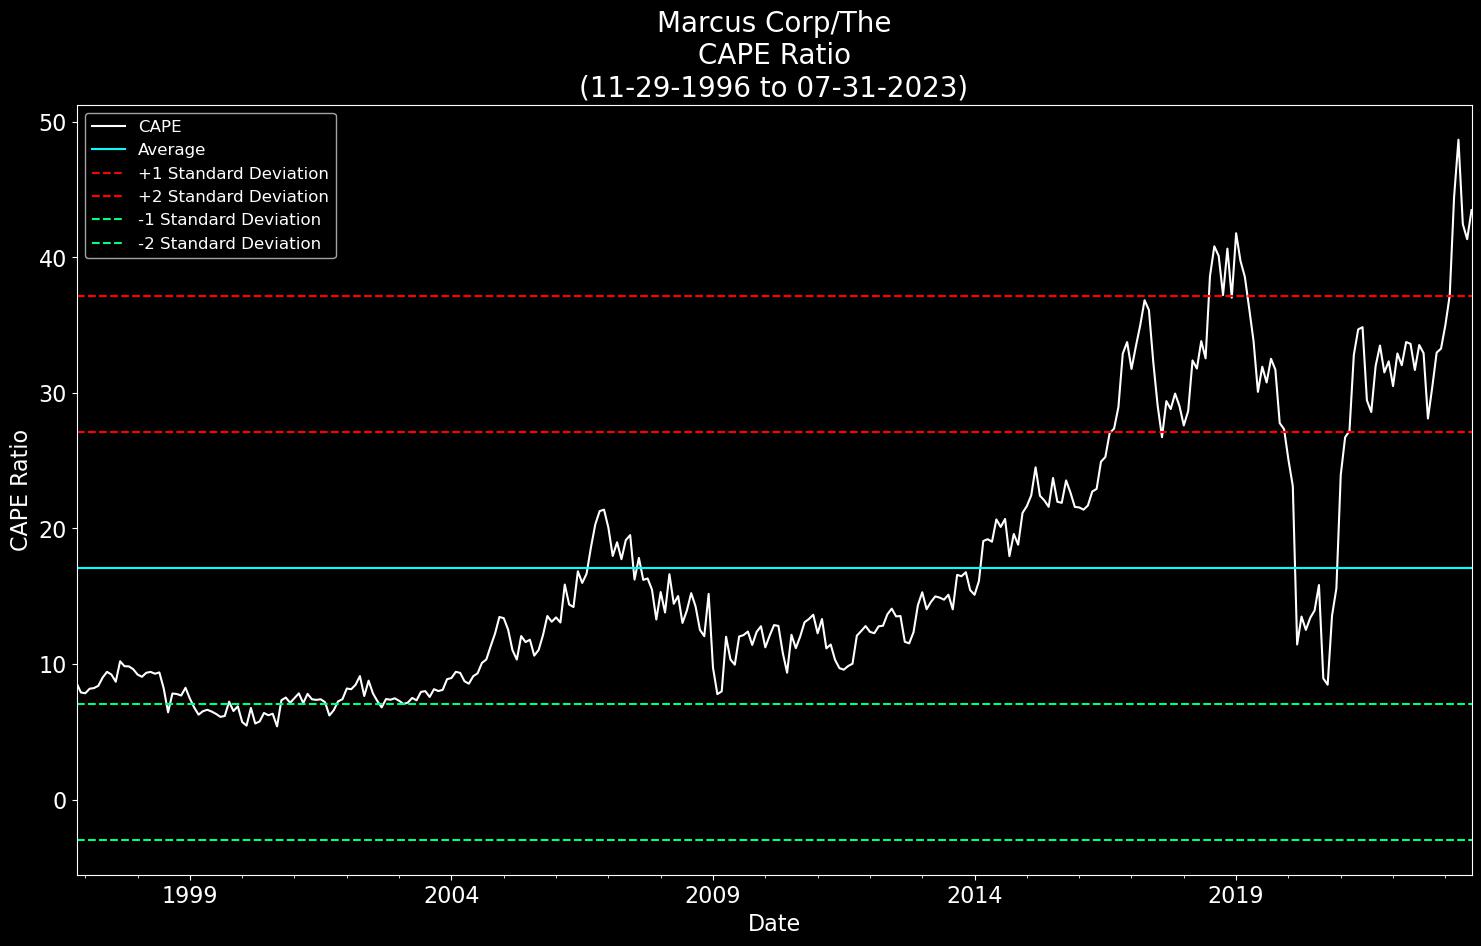 Marcus Corp/The
CAPE Ratio
(11-29-1996 to 07-31-2023)
CAPE
Average
+1 Standard Deviation
+2 Standard Deviation
-1 Standard Deviation
-2 Standard Deviation
50
40
30
20
10
0
CAPE Ratio
1999
2004
2009
2014
2019
Date